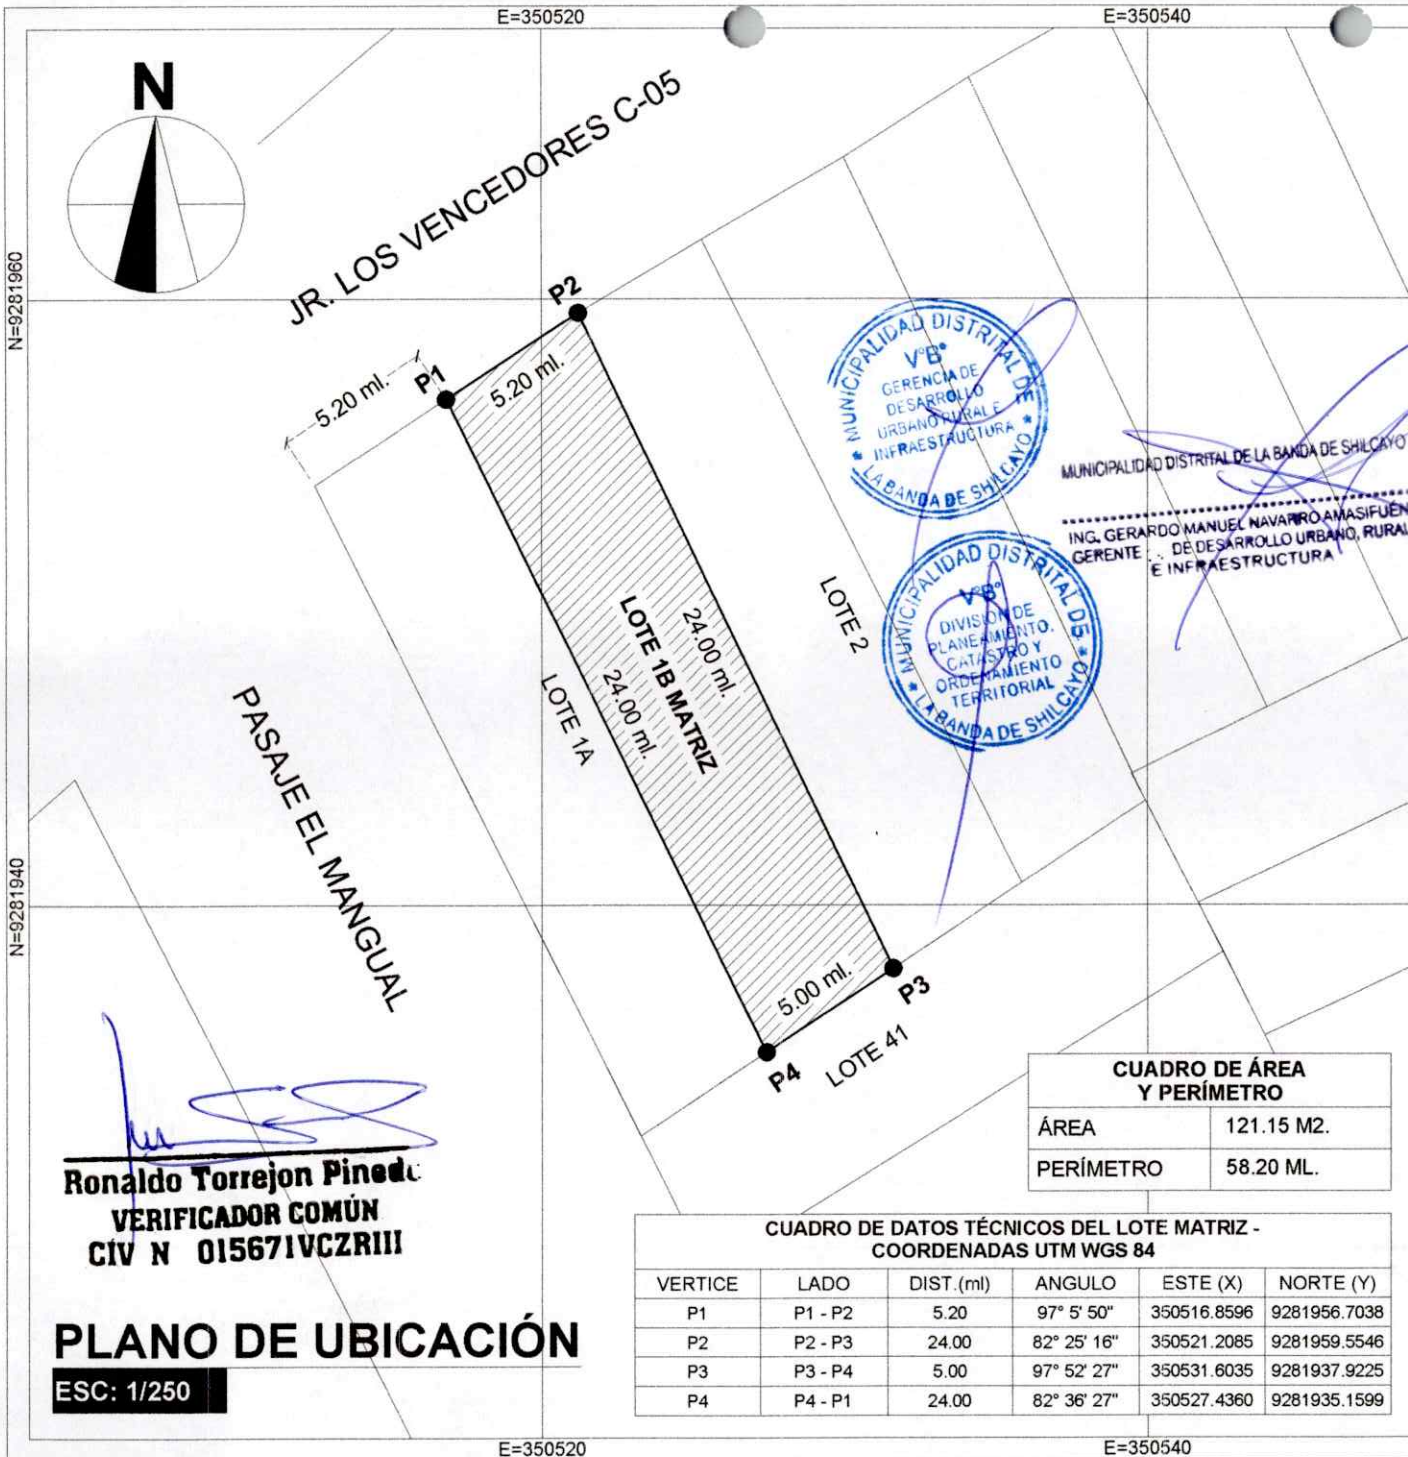 E=350520
E=350540
N
JR. LOS VENCEDORES C-05
N=9281960
P2
P1
5.20 ml.
5.20 ml.
MUNICIPALIDAD DISTRITAL DE
V°B°
GERENCIA DE
DESARROLLO
URBANO RURAL E
INFRAESTRUCTURA
LA BANDA DE SHILCAYO
MUNICIPALIDAD DISTRITAL DE LA BANDA DE SHILCAYO
ING. GERARDO MANUEL NAVARRO AMASIFUÉN
GERENTE DE DESARROLLO URBANO, RURAL
E INFRAESTRUCTURA
MUNICIPALIDAD DISTRITAL DE
V°B°
DIVISIÓN DE
PLANEAMIENTO,
CATASTRO Y
ORDENAMIENTO
TERRITORIAL
LA BANDA DE SHILCAYO
LOTE 2
24.00 ml.
LOTE 1B MATRIZ
24.00 ml.
LOTE 1A
PASAJE EL MANGUAL
N=9281940
5.00 ml.
P3
P4
LOTE 41
CUADRO DE ÁREA
Y PERÍMETRO
ÁREA 121.15 M2.
PERÍMETRO 58.20 ML.
Ronaldo Torrejon Pinedo
VERIFICADOR COMÚN
CIV N 015671VCZRIII
CUADRO DE DATOS TÉCNICOS DEL LOTE MATRIZ -
COORDENADAS UTM WGS 84
VERTICE LADO DIST.(ml) ANGULO ESTE (X) NORTE (Y)
P1 P1 - P2 5.20 97° 5' 50" 350516.8596 9281956.7038
P2 P2 - P3 24.00 82° 25' 16" 350521.2085 9281959.5546
P3 P3 - P4 5.00 97° 52' 27" 350531.6035 9281937.9225
P4 P4 - P1 24.00 82° 36' 27" 350527.4360 9281935.1599
PLANO DE UBICACIÓN
ESC: 1/250
E=350520
E=350540